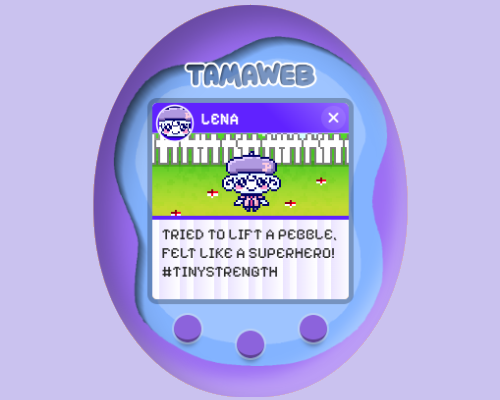 TAMAWEB
LENA
TRIED TO LIFT A PEBBLE,
FELT LIKE A SUPERHERO!
#TINYSTRENGTH